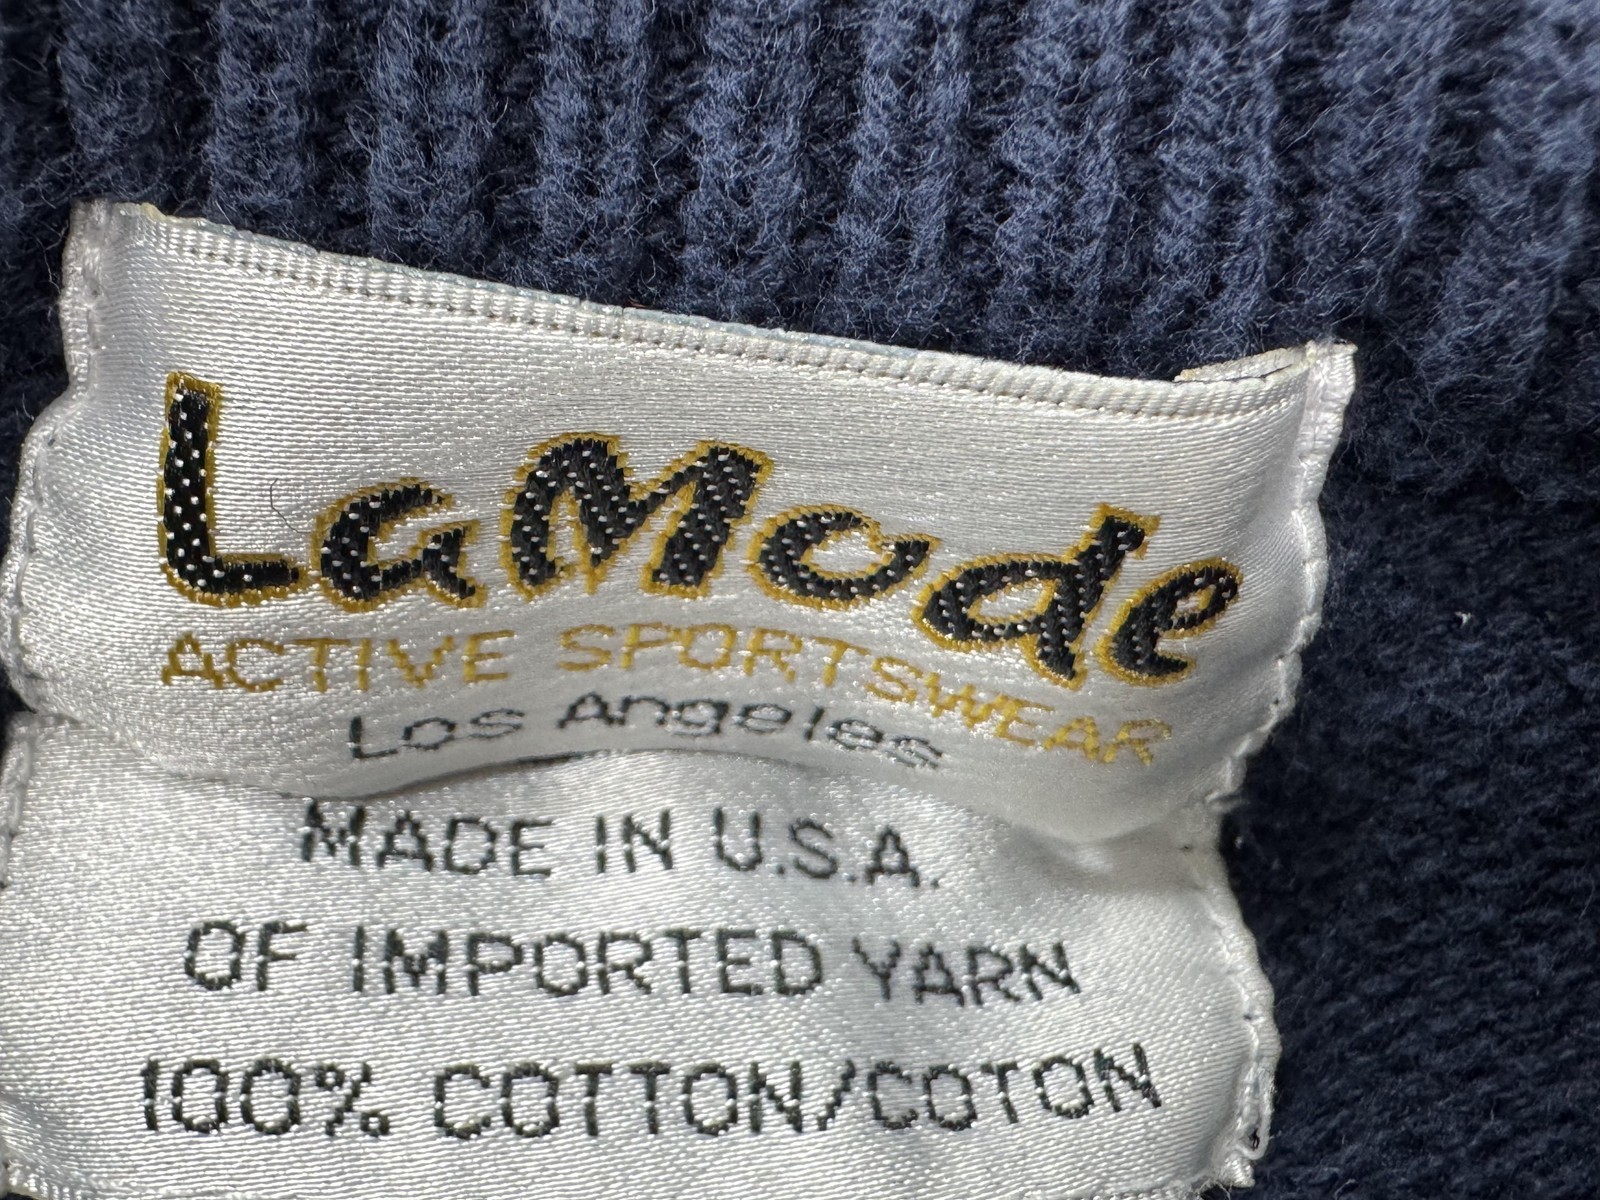 LaMode
ACTIVE SPORTSWEAR
Los Angeles
MADE IN U.S.A.
OF IMPORTED YARN
100% COTTON/COTON